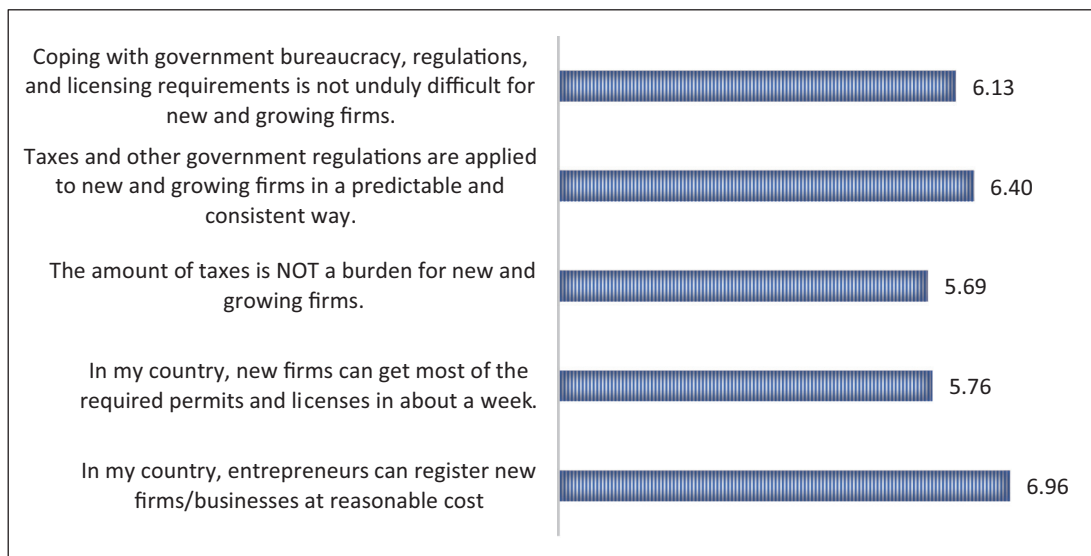 Coping with government bureaucracy, regulations,
and licensing requirements is not unduly difficult for
new and growing firms.
6.13
Taxes and other government regulations are applied
to new and growing firms in a predictable and
consistent way.
6.40
The amount of taxes is NOT a burden for new and
growing firms.
5.69
In my country, new firms can get most of the
required permits and licenses in about a week.
5.76
In my country, entrepreneurs can register new
firms/businesses at reasonable cost
6.96